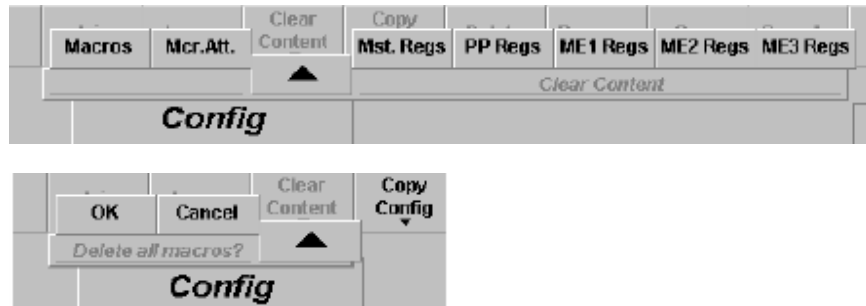 Clear Copy
Macros Mcr.Att. Content Mst. Regs PP Regs ME1 Regs ME2 Regs ME3 Regs
Clear Content
Config
Clear Copy
OK Cancel Content Config
Delete all macros?
Config